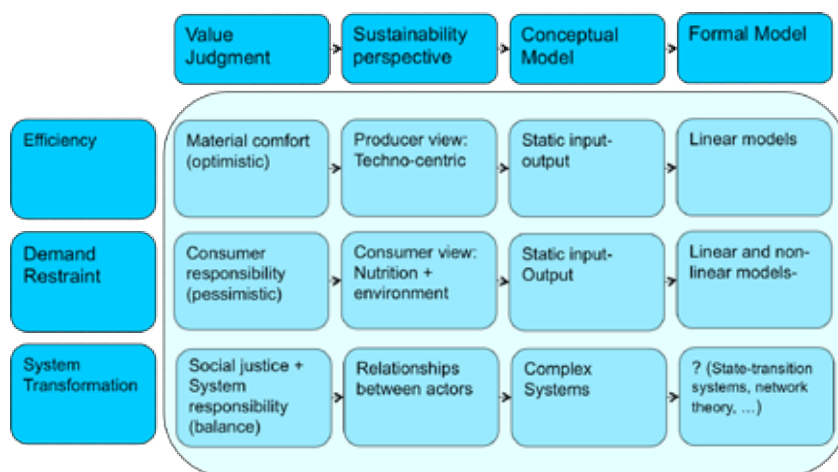 Value
Judgment
Sustainability
perspective
Conceptual
Model
Formal Model
Efficiency
Material comfort
(optimistic)
Producer view:
Techno-centric
Static input-
output
Linear models
Demand
Restraint
Consumer
responsibility
(pessimistic)
Consumer view:
Nutrition +
environment
Static input-
Output
Linear and non-
linear models-
System
Transformation
Social justice +
System
responsibility
(balance)
Relationships
between actors
Complex
Systems
? (State-transition
systems, network
theory, …)